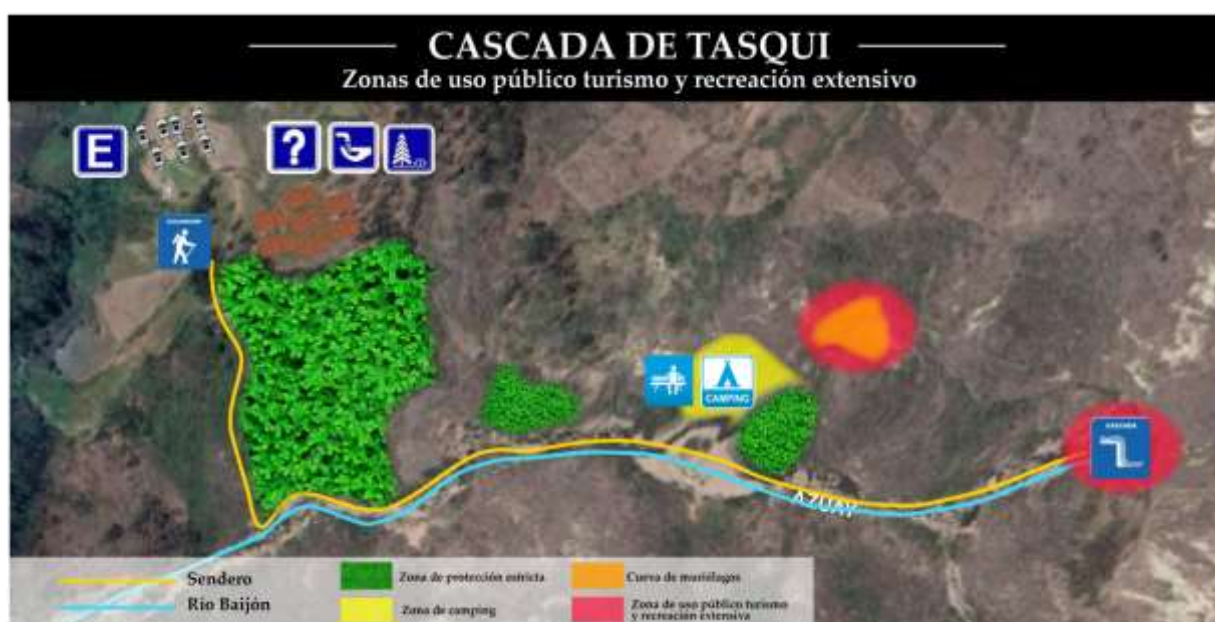 CASCADA DE TASQUI
Zonas de uso público turismo y recreación extensivo
E
?
CAMPING
CASCADA
AZUAY
Sendero
Río Baijón
Zona de protección estricta
Zona de camping
Cueva de murciélagos
Zona de uso público turismo
y recreación extensiva